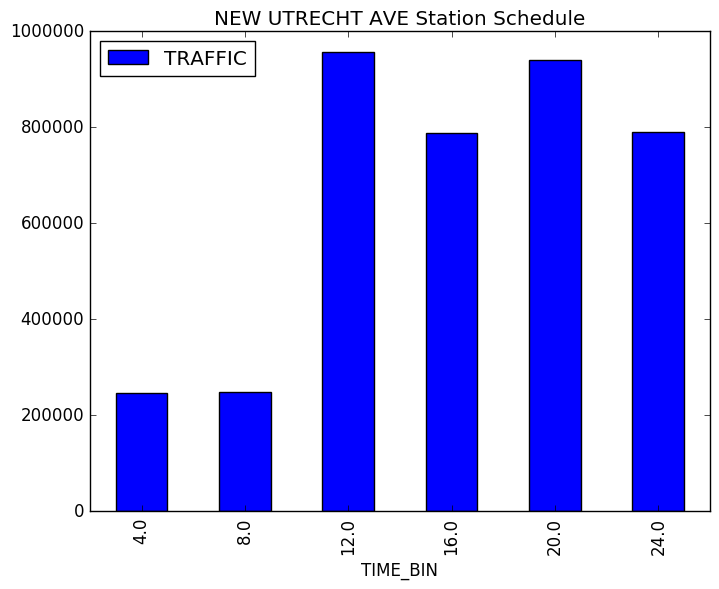 NEW UTRECHT AVE Station Schedule
TRAFFIC
1000000
800000
600000
400000
200000
0
4.0 8.0 12.0 16.0 20.0 24.0
TIME_BIN